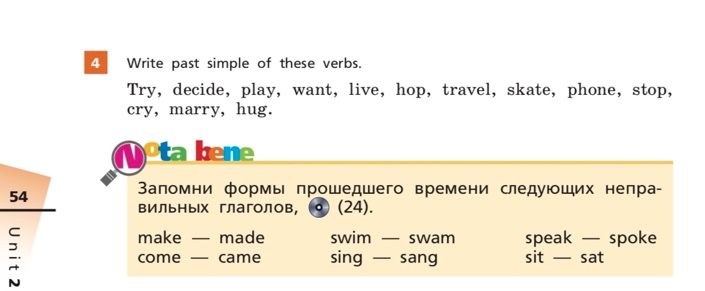 4 Write past simple of these verbs.
Try, decide, play, want, live, hop, travel, skate, phone, stop,
cry, marry, hug.
Nota bene
Запомни формы прошедшего времени следующих непра-
вильных глаголов, (24).
make — made swim — swam speak — spoke
come — came sing — sang sit — sat
54
Unit 2